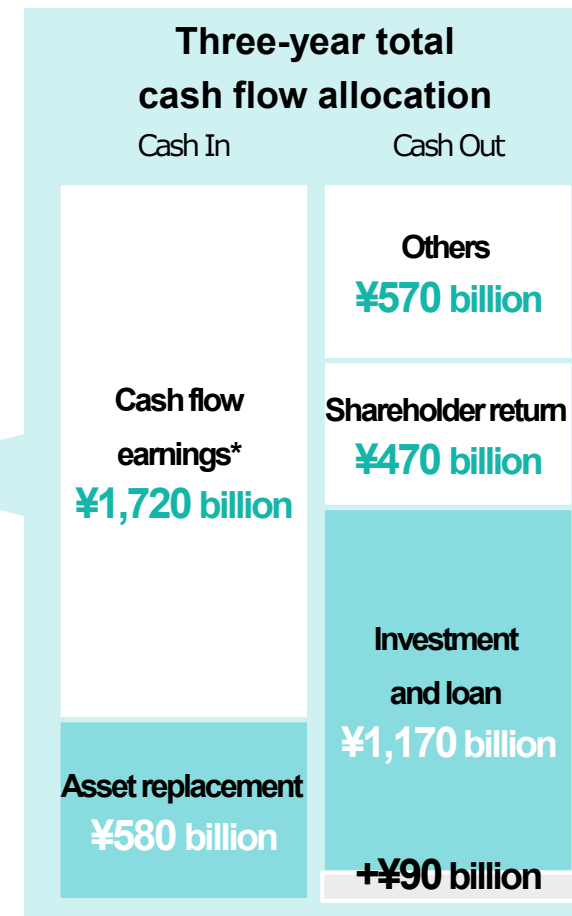 Three-year total
cash flow allocation
Cash In
Cash Out
Cash flow
earnings*
¥1,720 billion
Asset replacement
¥580 billion
Others
¥570 billion
Shareholder return
¥470 billion
Investment
and loan
¥1,170 billion
+¥90 billion